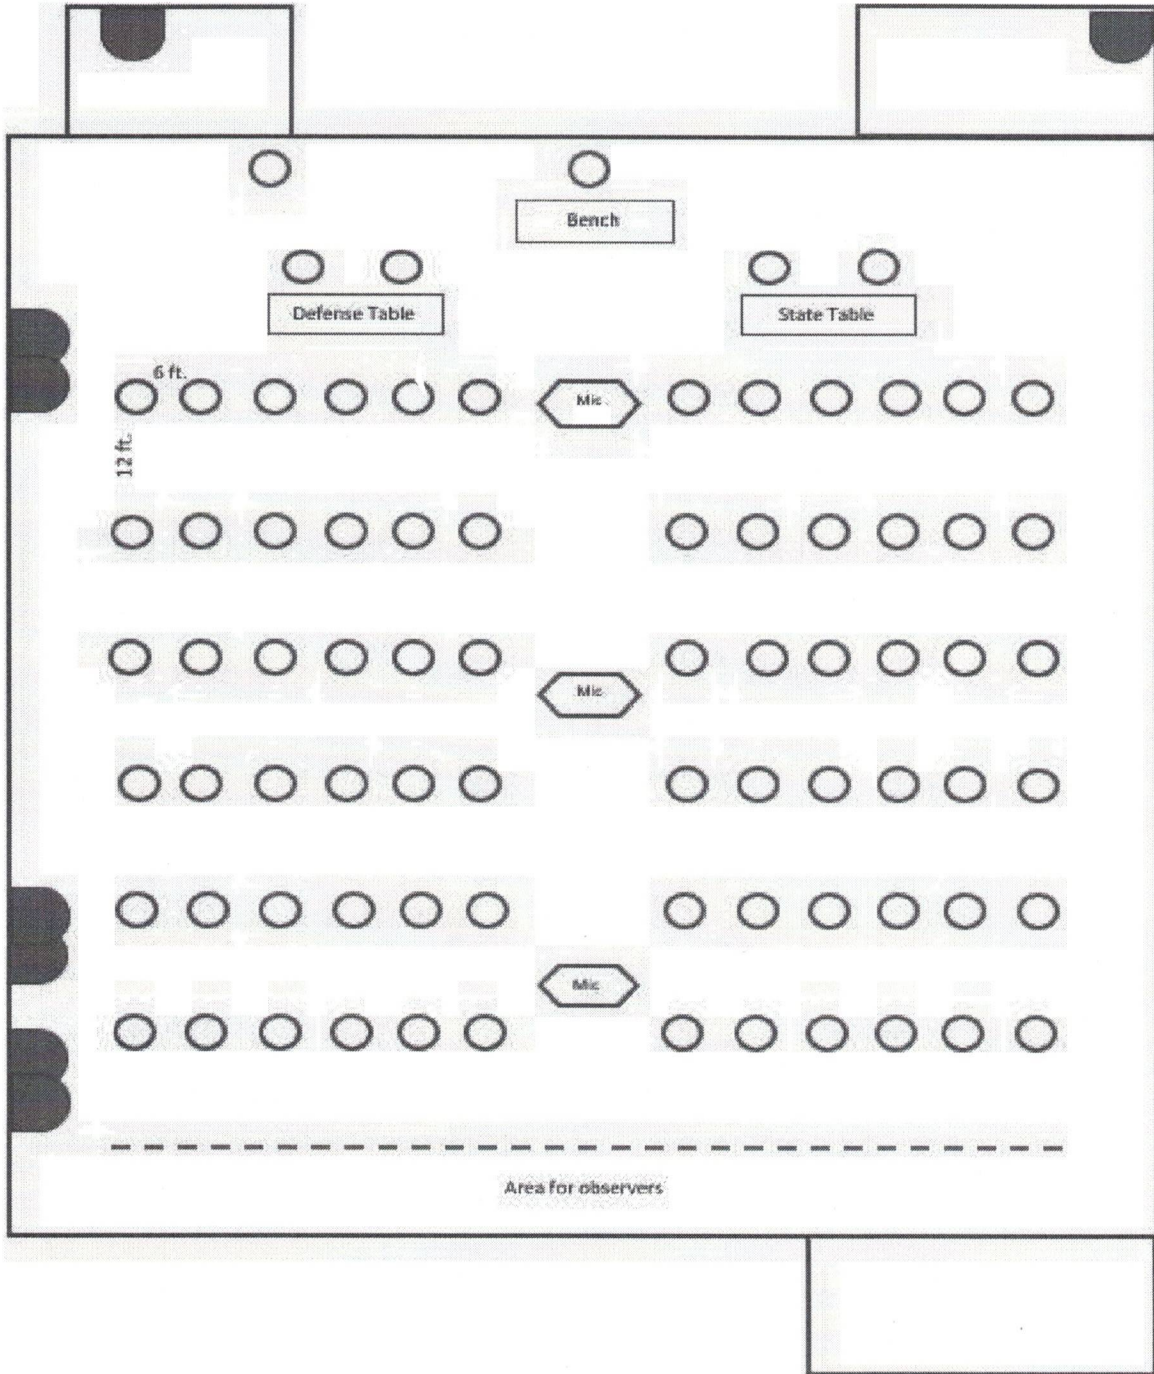 Bench
Defense Table
State Table
6 ft.
Mic.
12 ft.
Mic
Mic
Area for observers